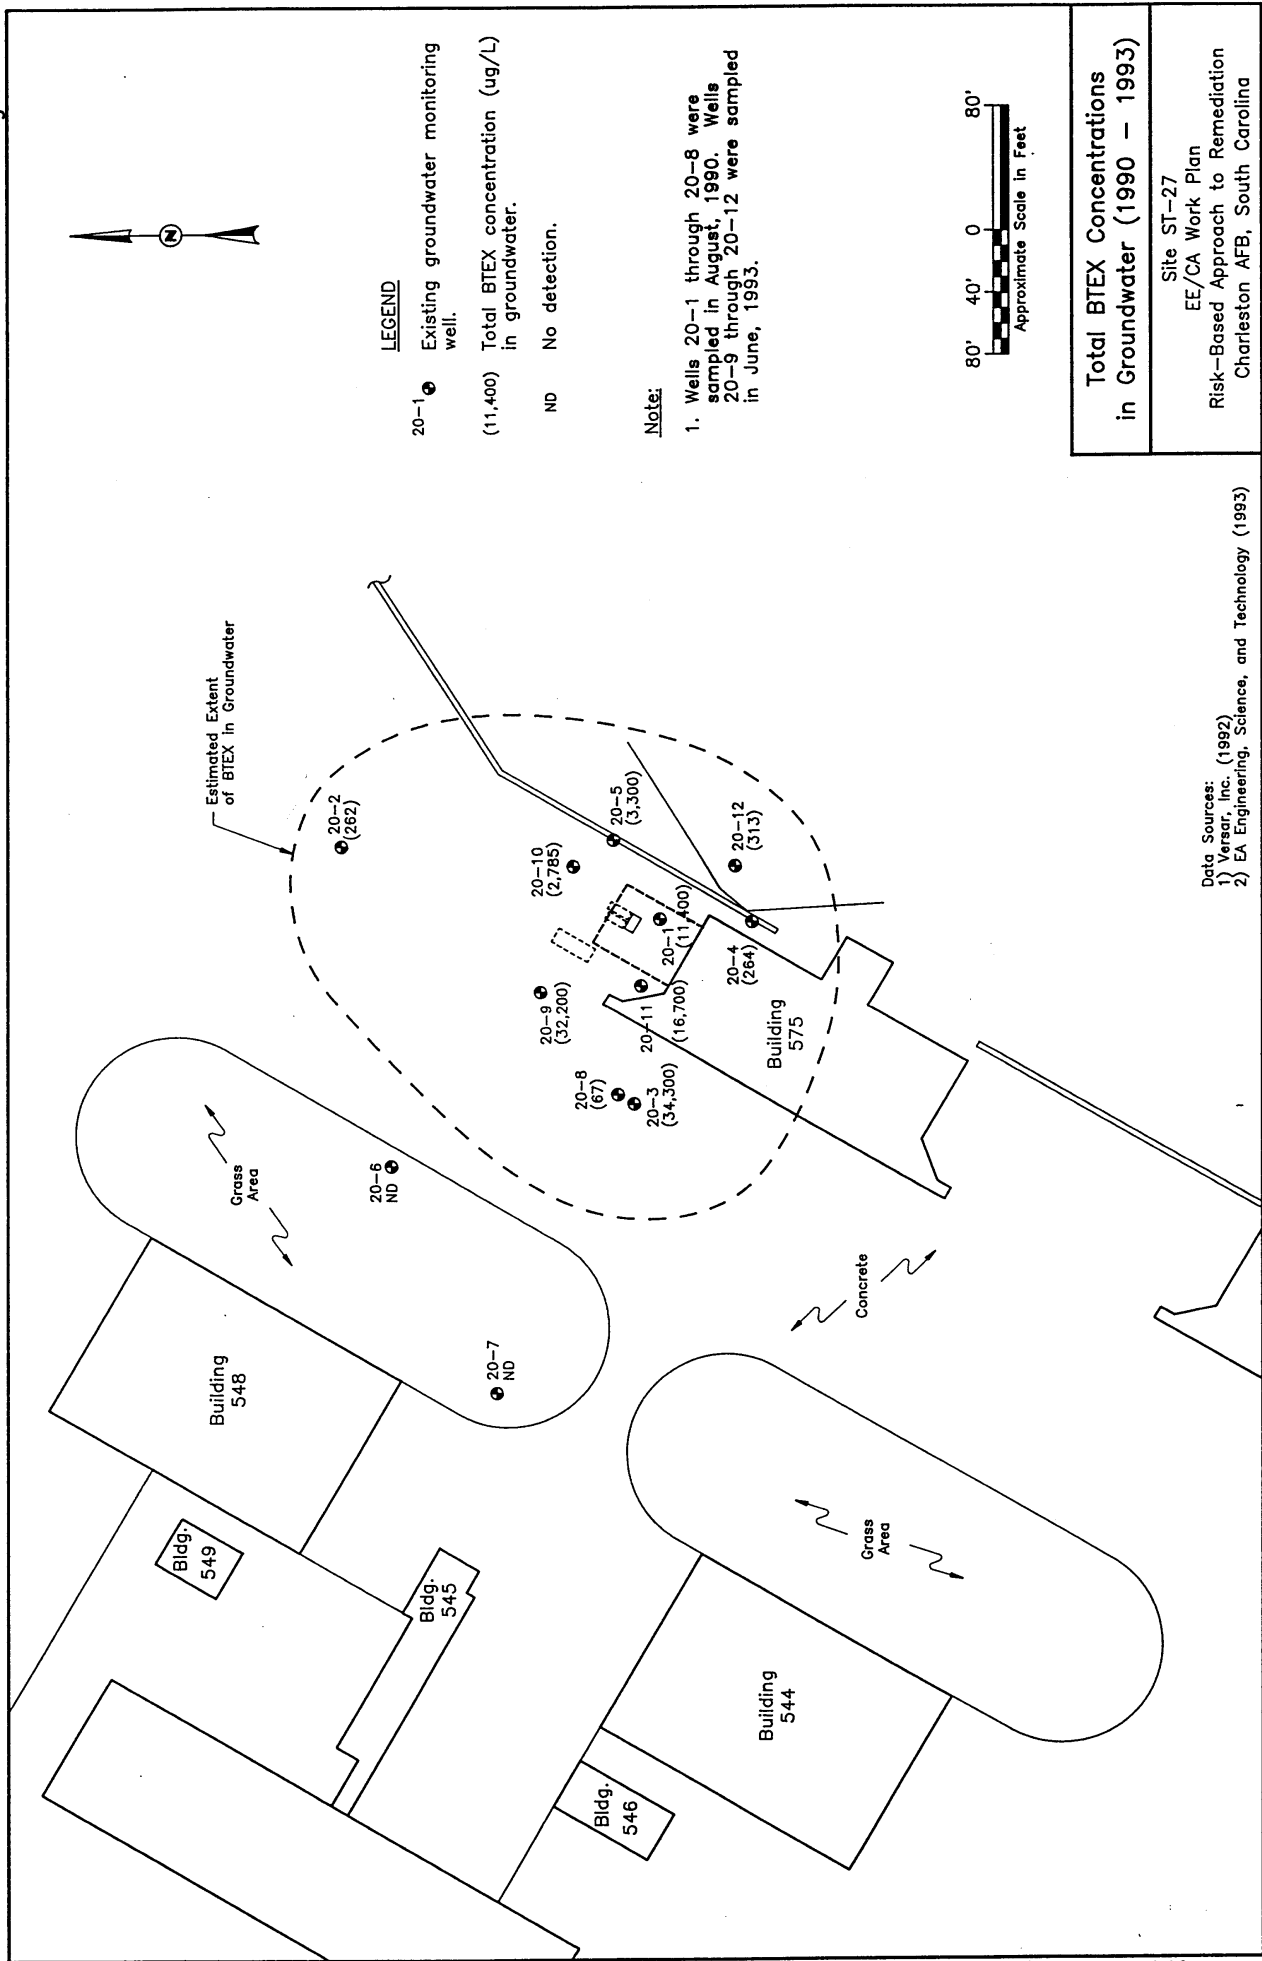 LEGEND
20-1
Existing groundwater monitoring
well.
(11,400)
Total BTEX concentration (ug/L)
in groundwater.
ND
No detection.
Note:
1. Wells 20-1 through 20-8 were
sampled in August, 1990. Wells
20-9 through 20-12 were sampled
in June, 1993.
N
Estimated Extent
of BTEX in Groundwater
20-2
(262)
20-10
(2,785)
20-5
(3,300)
20-12
(313)
20-1
(11,400)
20-4
(264)
20-9
(32,200)
20-11
(16,700)
20-8
(67)
20-3
(34,300)
Building
575
Grass
Area
20-6
ND
20-7
ND
Building
548
Bldg.
549
Bldg.
545
Concrete
Grass
Area
Building
544
Bldg.
546
80' 40' 0 80'
Approximate Scale in Feet
Data Sources:
1) Versar, Inc. (1992)
2) EA Engineering, Science, and Technology (1993)
Total BTEX Concentrations
in Groundwater (1990 - 1993)
Site ST-27
EE/CA Work Plan
Risk-Based Approach to Remediation
Charleston AFB, South Carolina